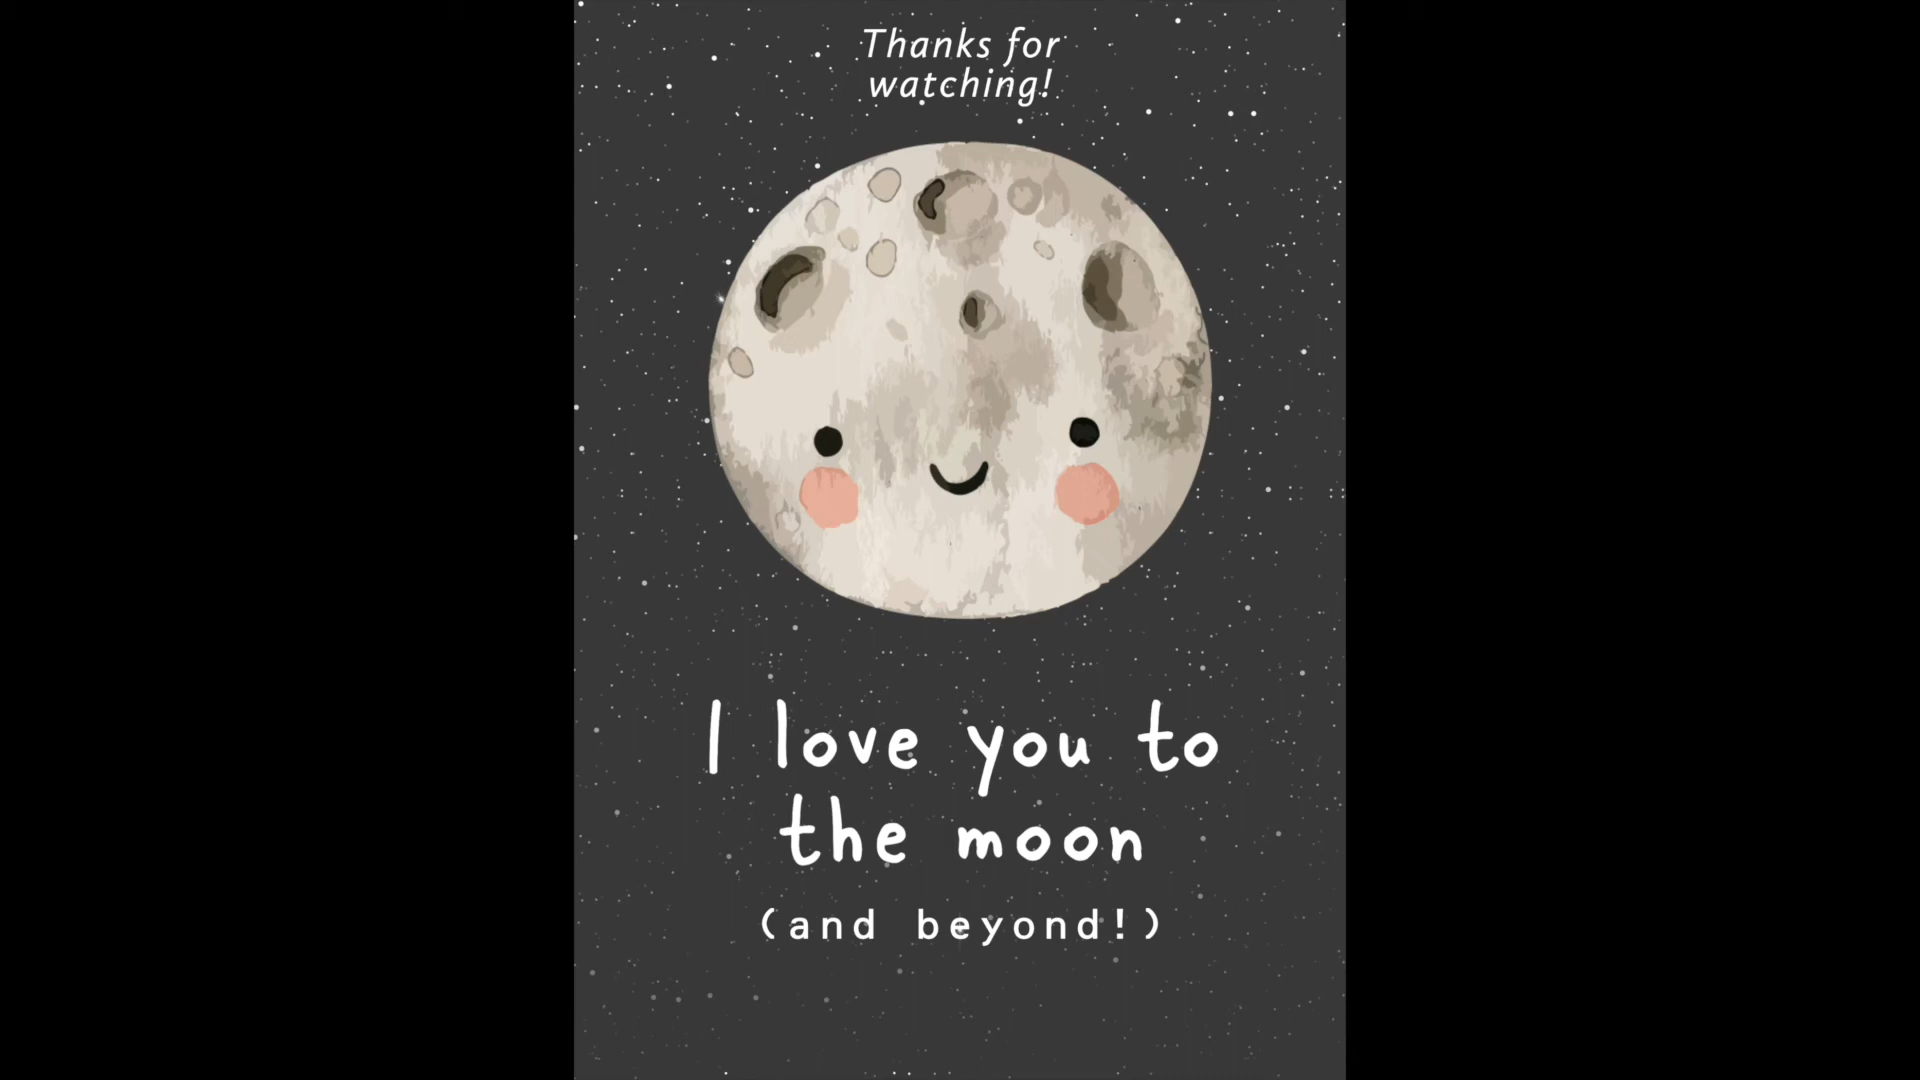 Thanks for
watching!
I love you to
the moon
(and beyond!)